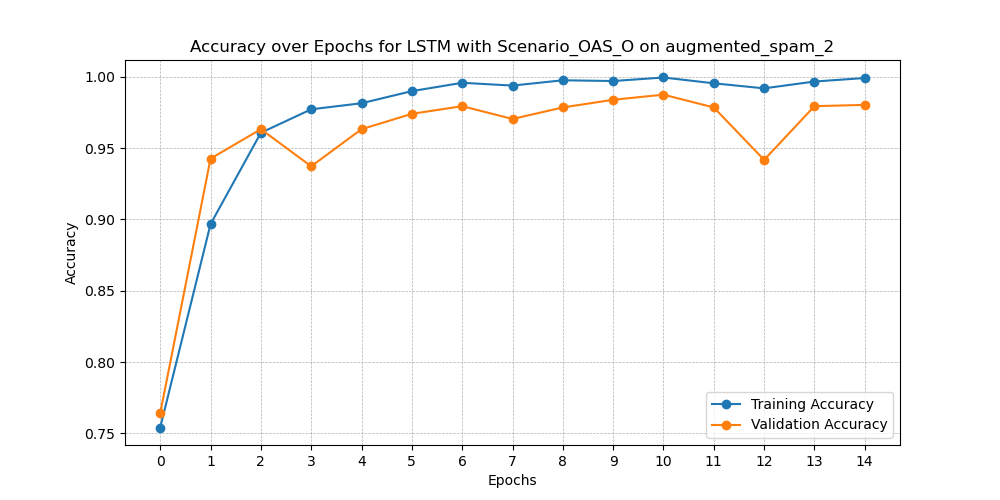 Accuracy over Epochs for LSTM with Scenario_OAS_O on augmented_spam_2
1.00
0.95
0.90
0.85
0.80
0.75
Accuracy
0 1 2 3 4 5 6 7 8 9 10 11 12 13 14
Epochs
Training Accuracy
Validation Accuracy